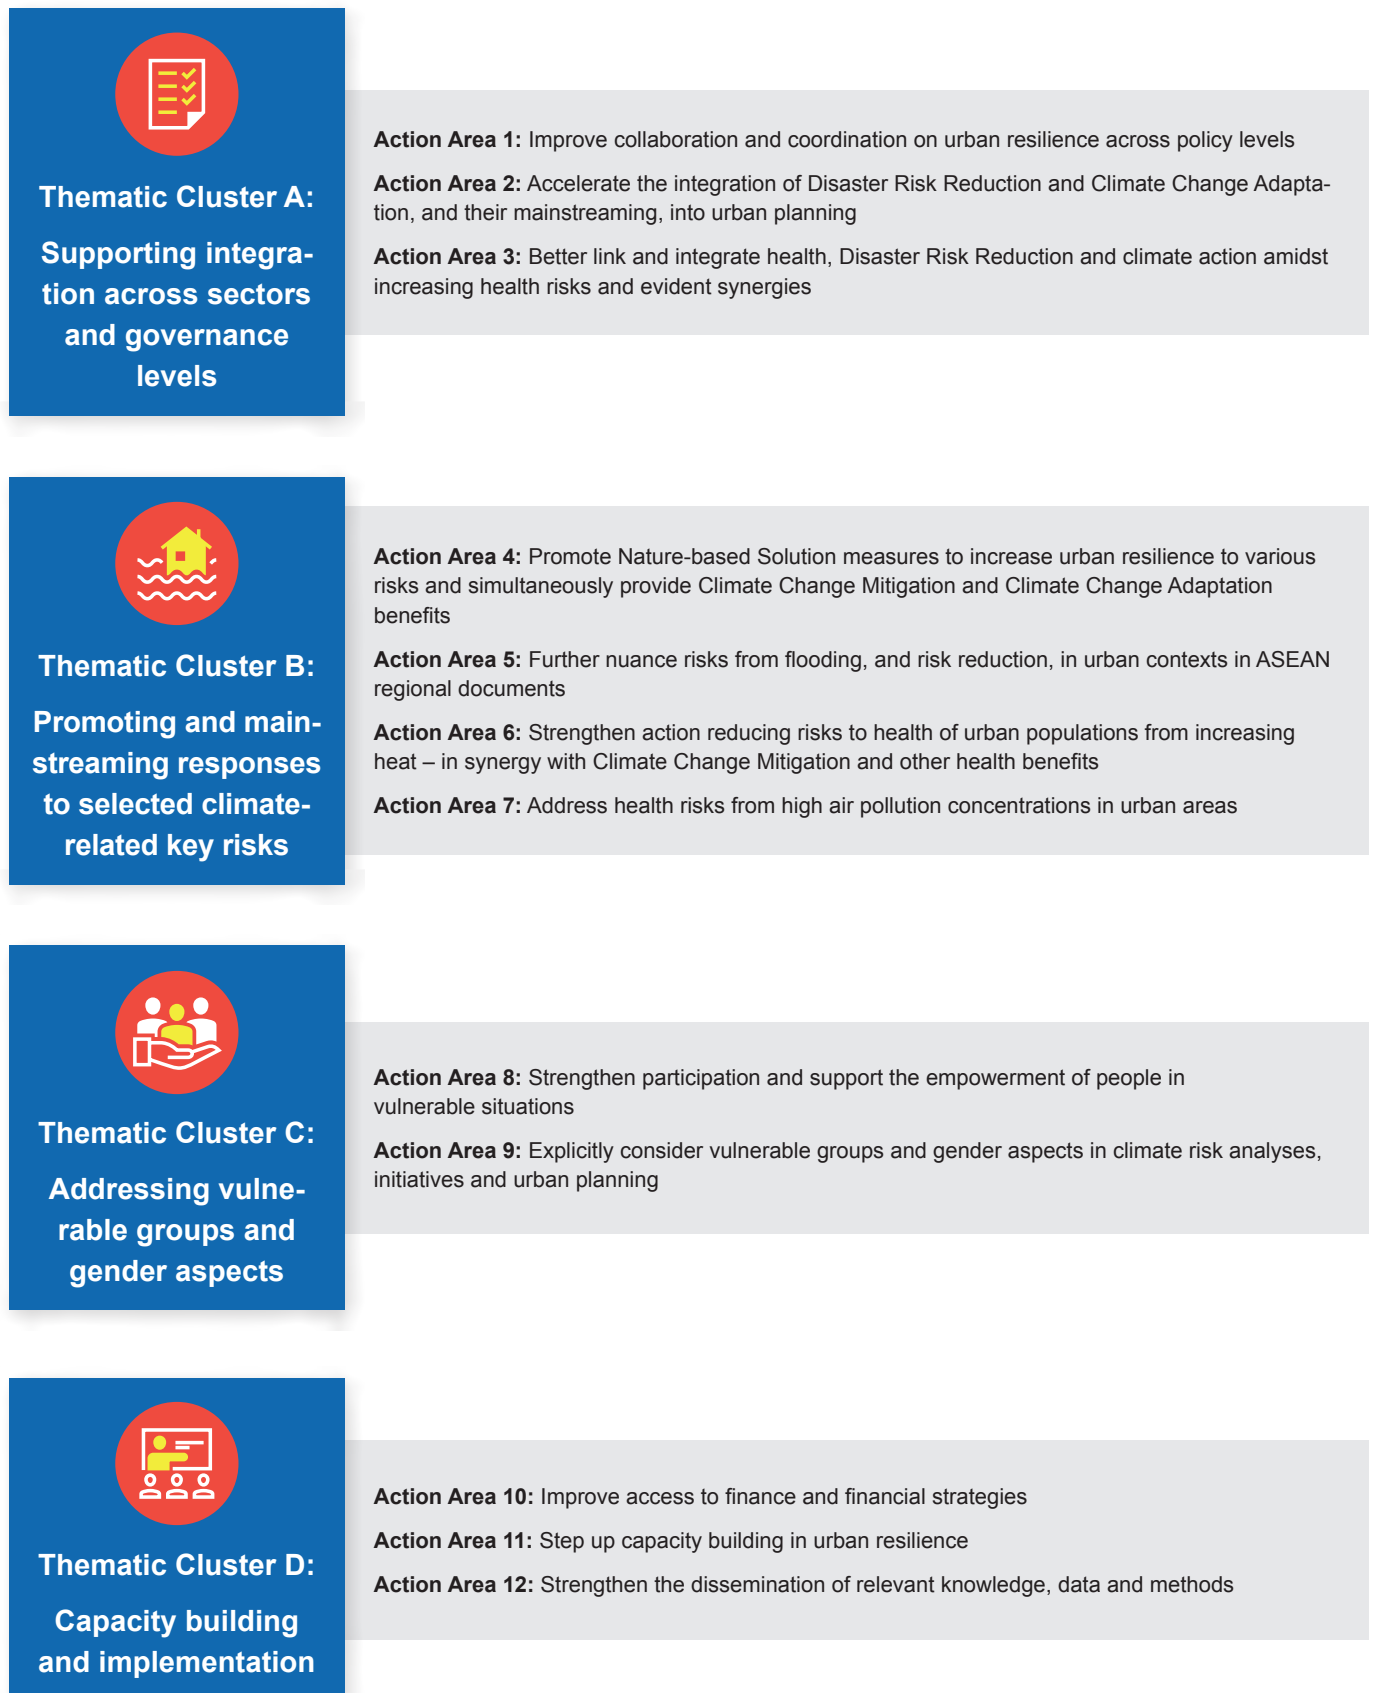 Thematic Cluster A:
Supporting integra-
tion across sectors
and governance
levels
Action Area 1: Improve collaboration and coordination on urban resilience across policy levels
Action Area 2: Accelerate the integration of Disaster Risk Reduction and Climate Change Adapta-
tion, and their mainstreaming, into urban planning
Action Area 3: Better link and integrate health, Disaster Risk Reduction and climate action amidst
increasing health risks and evident synergies
Thematic Cluster B:
Promoting and main-
streaming responses
to selected climate-
related key risks
Action Area 4: Promote Nature-based Solution measures to increase urban resilience to various
risks and simultaneously provide Climate Change Mitigation and Climate Change Adaptation
benefits
Action Area 5: Further nuance risks from flooding, and risk reduction, in urban contexts in ASEAN
regional documents
Action Area 6: Strengthen action reducing risks to health of urban populations from increasing
heat – in synergy with Climate Change Mitigation and other health benefits
Action Area 7: Address health risks from high air pollution concentrations in urban areas
Thematic Cluster C:
Addressing vulne-
rable groups and
gender aspects
Action Area 8: Strengthen participation and support the empowerment of people in
vulnerable situations
Action Area 9: Explicitly consider vulnerable groups and gender aspects in climate risk analyses,
initiatives and urban planning
Thematic Cluster D:
Capacity building
and implementation
Action Area 10: Improve access to finance and financial strategies
Action Area 11: Step up capacity building in urban resilience
Action Area 12: Strengthen the dissemination of relevant knowledge, data and methods